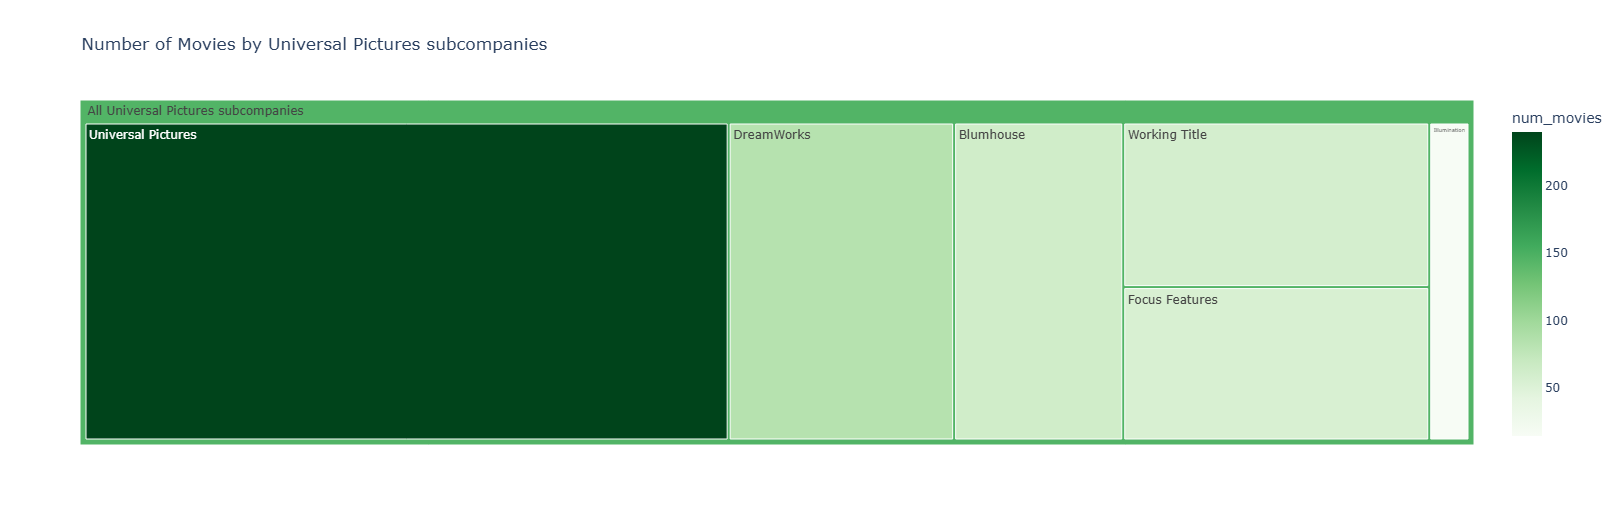 Number of Movies by Universal Pictures subcompanies
All Universal Pictures subcompanies
Universal Pictures
DreamWorks
Blumhouse
Working Title
Focus Features
Illumination
num_movies
200
150
100
50